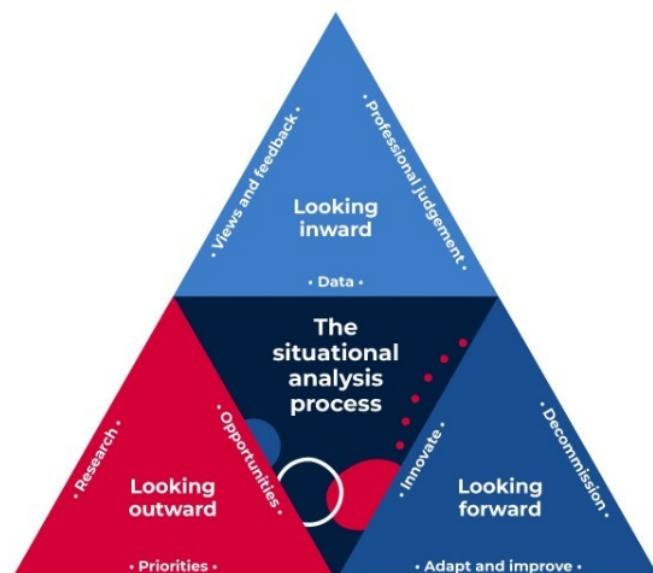 • Views and feedback •
• Professional judgement •
Looking
inward
• Data •
The
situational
analysis
process
• Research •
• Opportunities •
Looking
outward
• Priorities •
• Innovate •
• Decommission •
Looking
forward
• Adapt and improve •